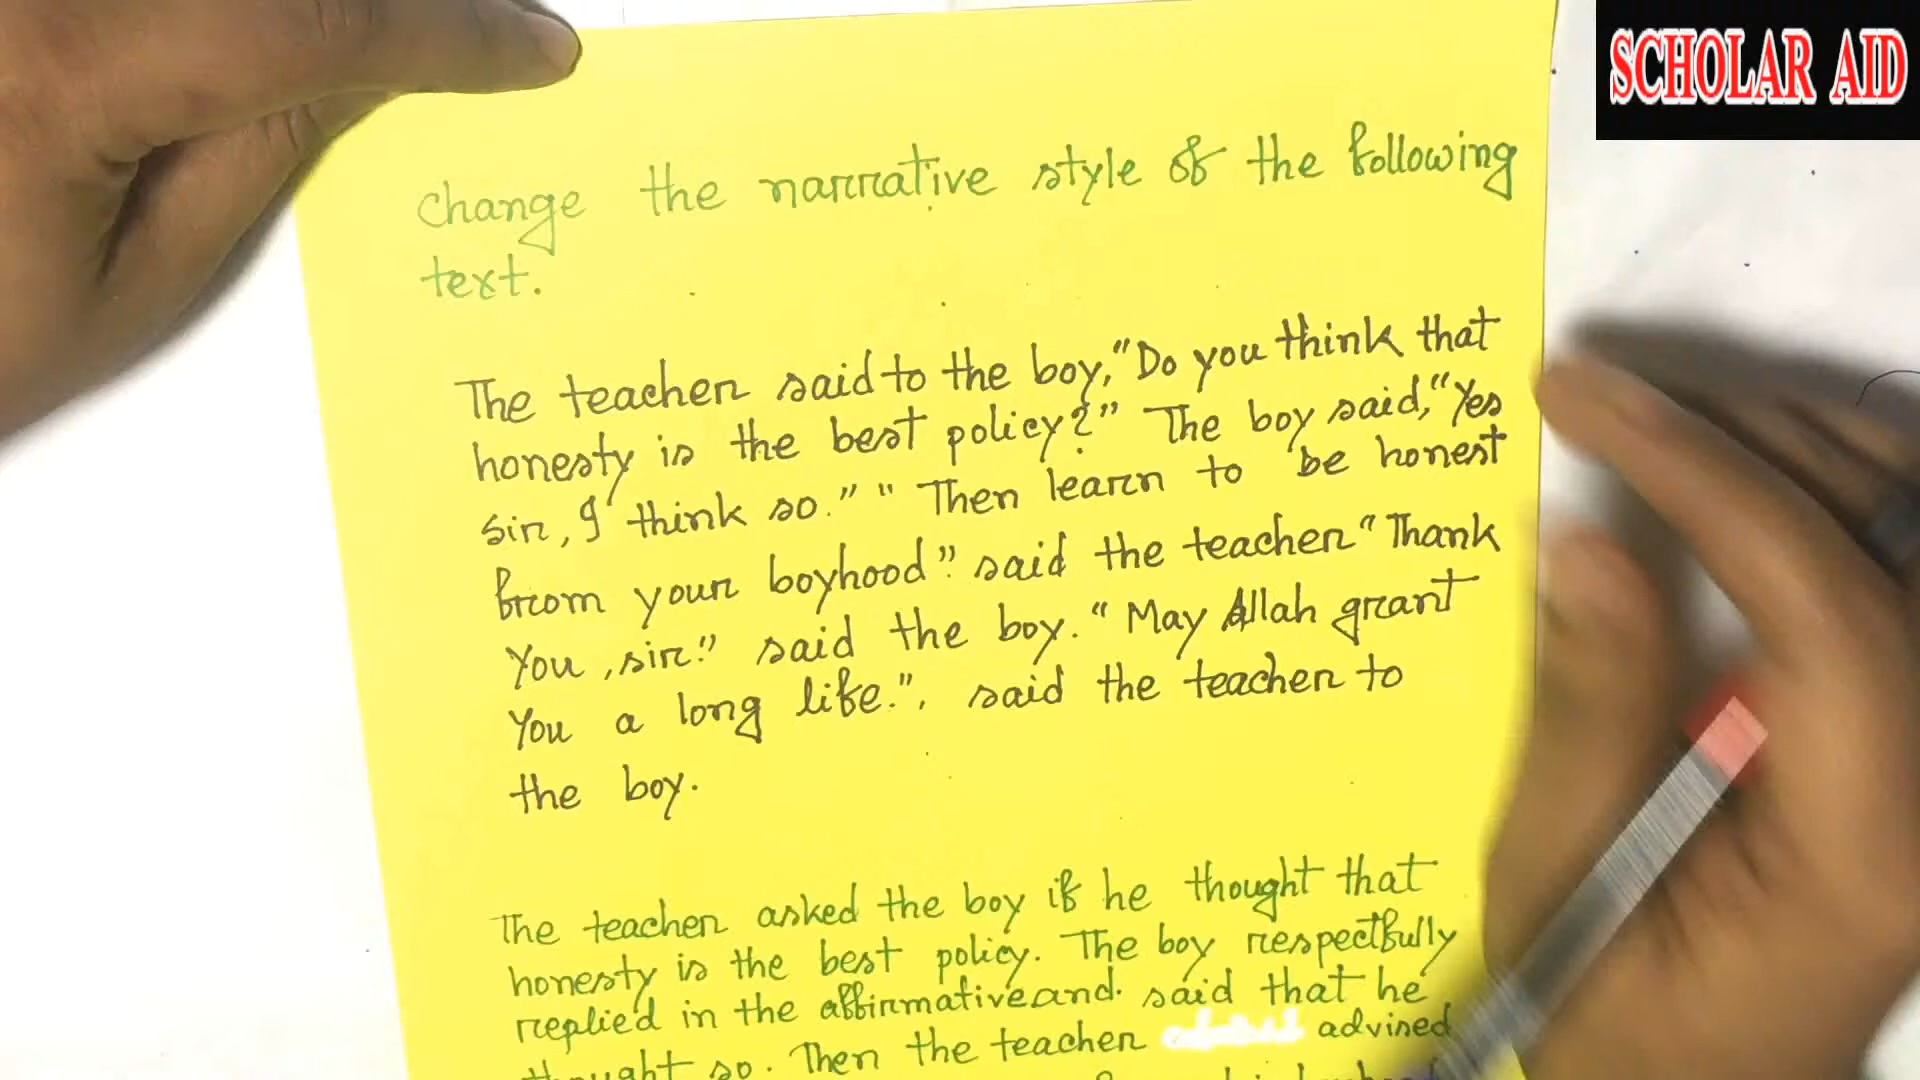 SCHOLAR AID
change the narrative style of the following
text.
The teacher said to the boy, "Do you think that
honesty is the best policy?" The boy said, "Yes
sir, I think so." "Then learn to be honest
from your boyhood." said the teacher "Thank
You, sir." said the boy. "May Allah grant
You a long life.", said the teacher to
the boy.
The teacher asked the boy if he thought that
honesty is the best policy. The boy respectfully
replied in the affirmative and said that he
thought so. Then the teacher advised